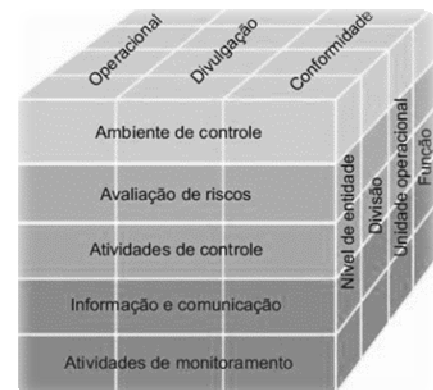 Operacional
Divulgação
Conformidade
Ambiente de controle
Avaliação de riscos
Atividades de controle
Informação e comunicação
Atividades de monitoramento
Nível de entidade
Divisão
Unidade operacional
Função